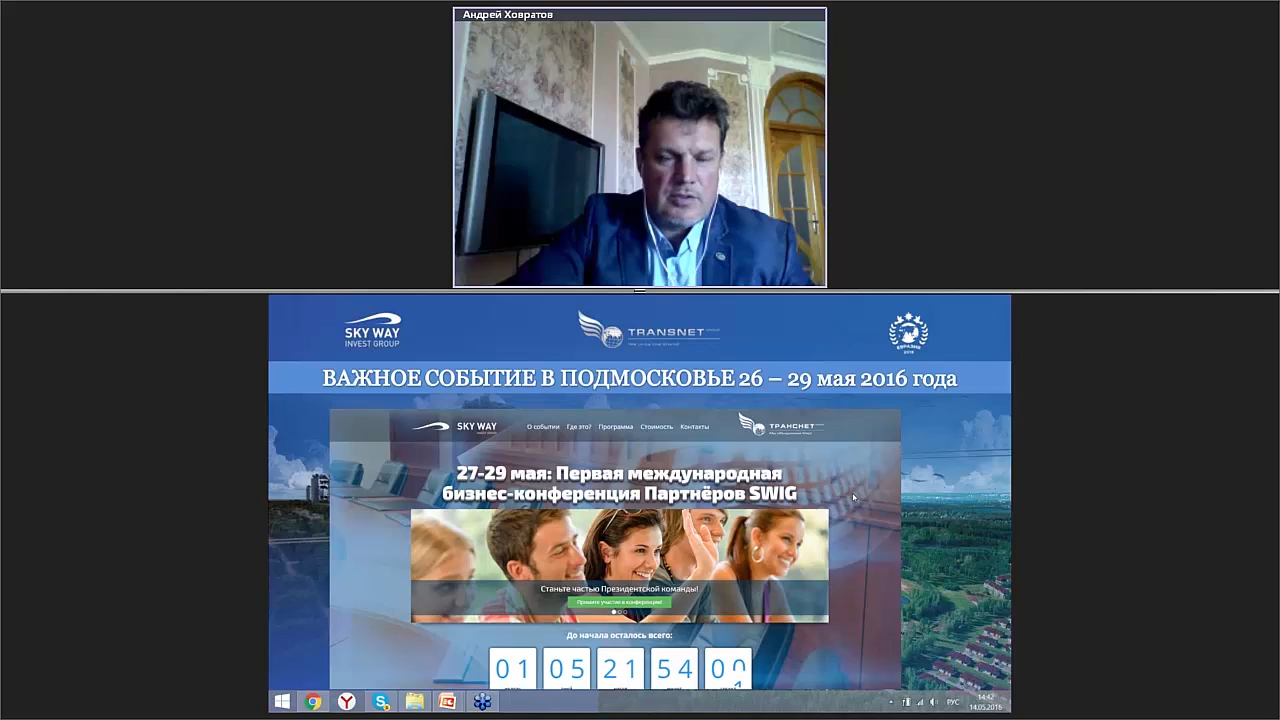 Андрей Ховратов
SKY WAY
INVEST GROUP
TRANSNET
ЕВРАЗИЯ
2016
ВАЖНОЕ СОБЫТИЕ В ПОДМОСКОВЬЕ 26 – 29 мая 2016 года
SKY WAY
О событии Где это? Программа Стоимость Контакты
ТРАНСНЕТ
27-29 мая: Первая международная
бизнес-конференция Партнёров SWIG
Станьте частью Президентской команды!
Примите участие в конференции!
До начала осталось всего:
01 05 21 54
РУС
14:42
14.05.2016